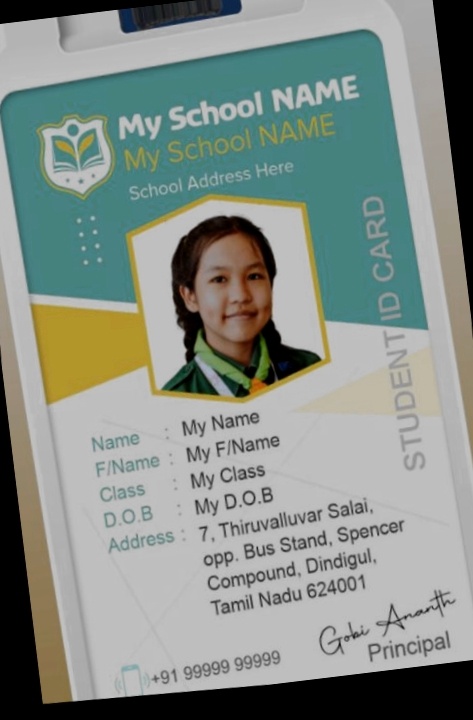 My School NAME
My School NAME
School Address Here
STUDENT ID CARD
Name : My Name
F/Name : My F/Name
Class : My Class
D.O.B : My D.O.B
Address : 7, Thiruvalluvar Salai,
opp. Bus Stand, Spencer
Compound, Dindigul,
Tamil Nadu 624001
Gobi Ananth
Principal
+91 99999 99999